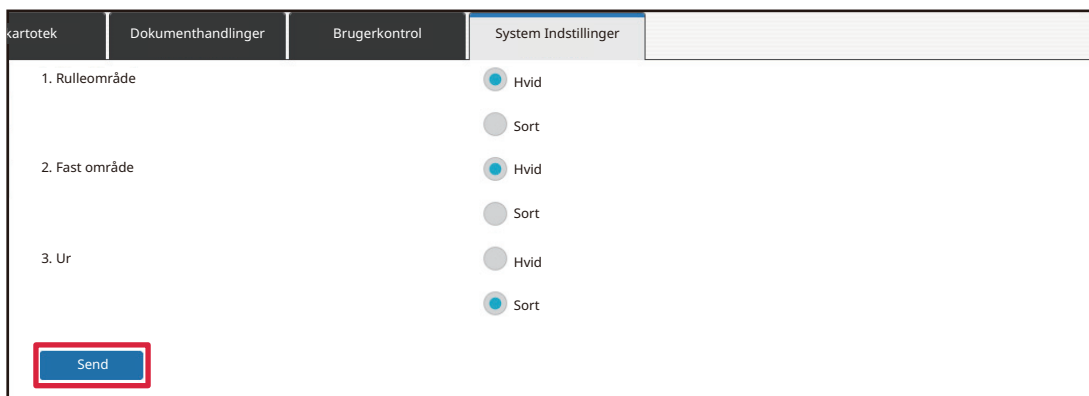 kartotek Dokumenthandlinger Brugerkontrol System Indstillinger
1. Rulleområde Hvid
Sort
2. Fast område Hvid
Sort
3. Ur Hvid
Sort
Send